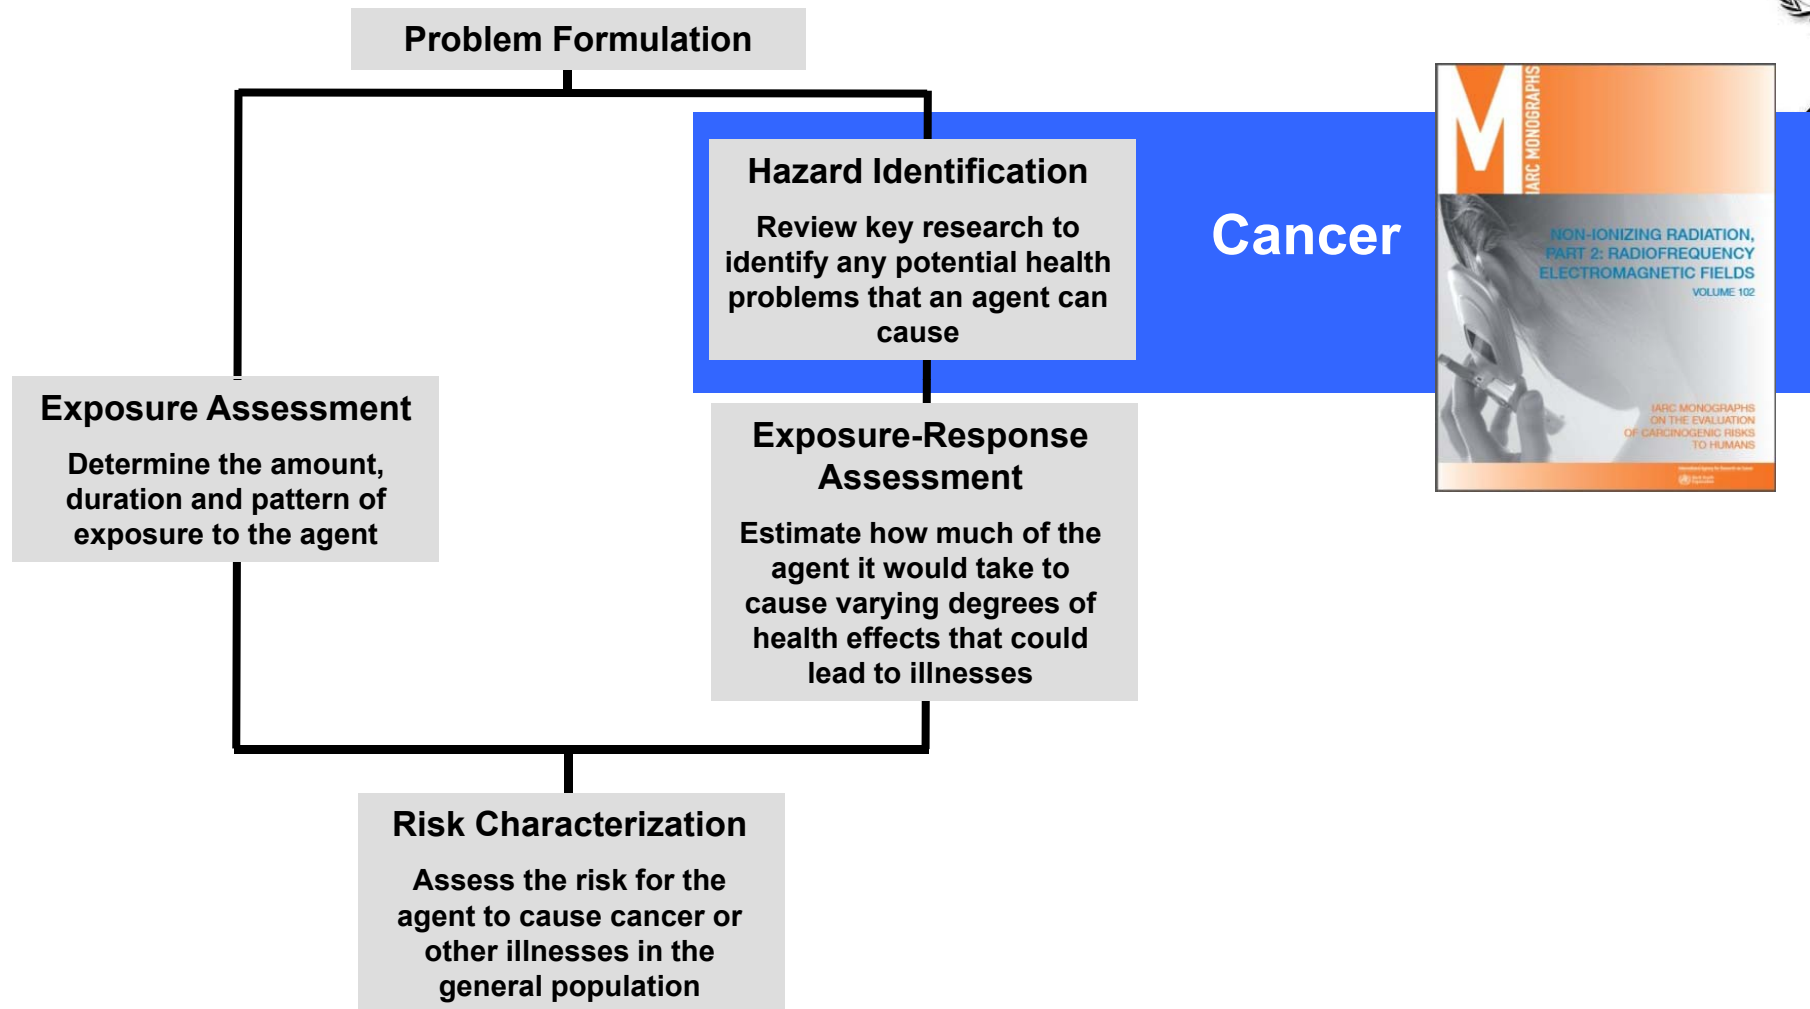 Problem Formulation
Hazard Identification
Review key research to
identify any potential health
problems that an agent can
cause
Cancer
M
IARC MONOGRAPHS
NON-IONIZING RADIATION,
PART 2: RADIOFREQUENCY
ELECTROMAGNETIC FIELDS
VOLUME 102
IARC MONOGRAPHS
ON THE EVALUATION
OF CARCINOGENIC RISKS
TO HUMANS
Exposure Assessment
Determine the amount,
duration and pattern of
exposure to the agent
Exposure-Response
Assessment
Estimate how much of the
agent it would take to
cause varying degrees of
health effects that could
lead to illnesses
Risk Characterization
Assess the risk for the
agent to cause cancer or
other illnesses in the
general population